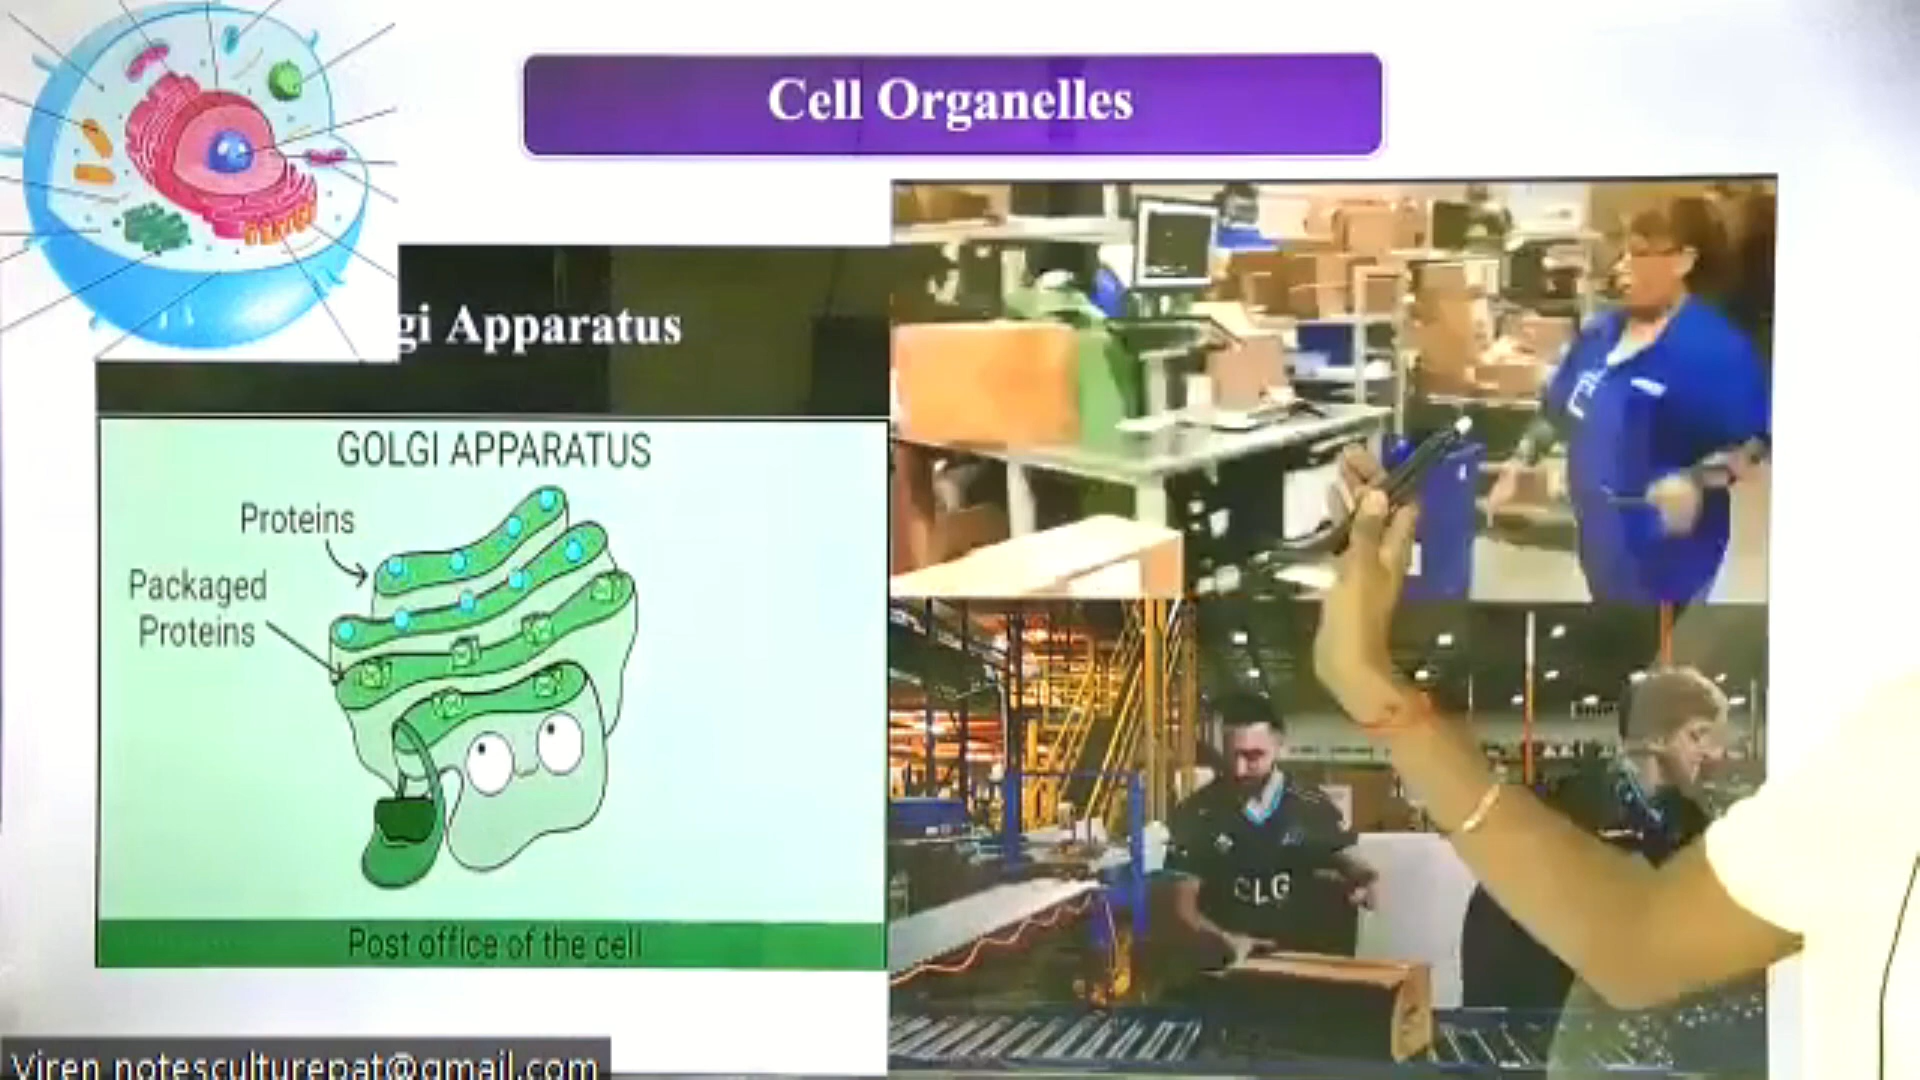 Cell Organelles
gi Apparatus
GOLGI APPARATUS
Proteins
Packaged
Proteins
Post office of the cell
CLG
Viren notesculturepat@gmail.com